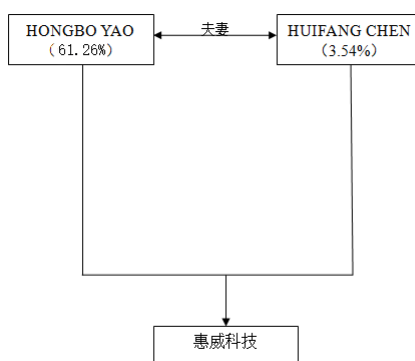 HONGBO YAO
（61.26%）
夫妻
HUIFANG CHEN
（3.54%）
惠威科技